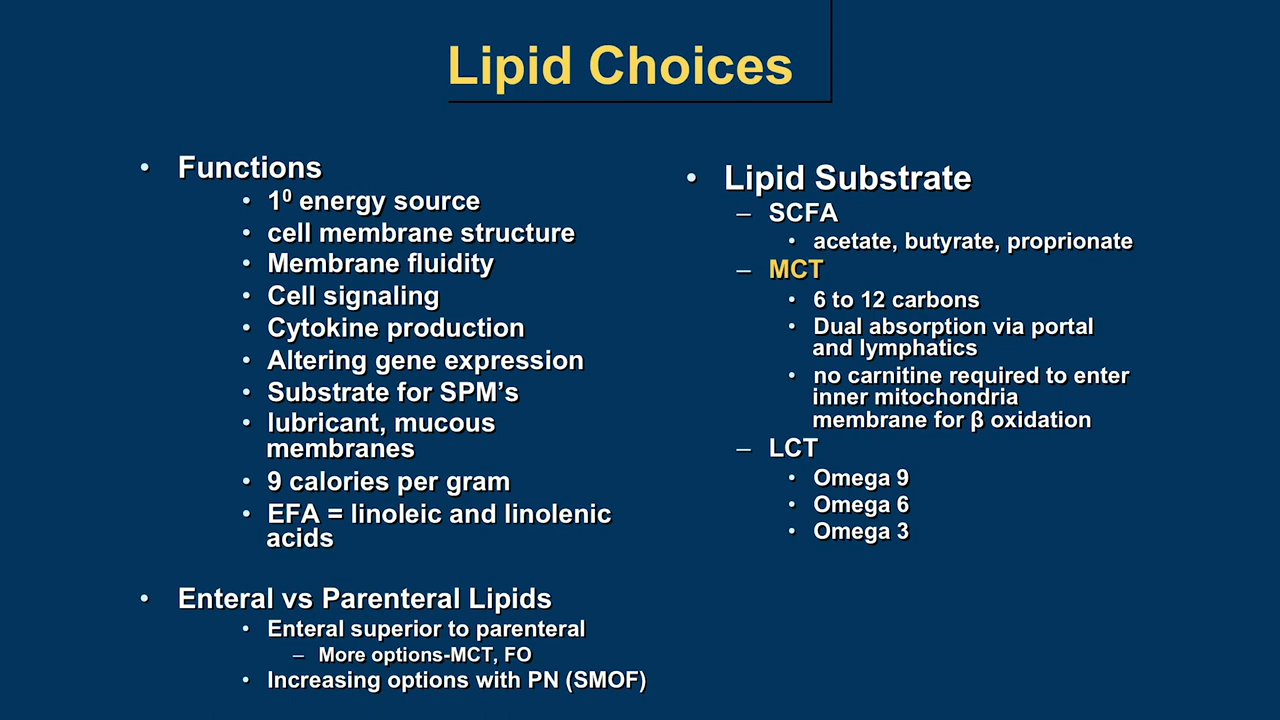 Lipid Choices
• Functions
• 1⁰ energy source
• cell membrane structure
• Membrane fluidity
• Cell signaling
• Cytokine production
• Altering gene expression
• Substrate for SPM’s
• lubricant, mucous
membranes
• 9 calories per gram
• EFA = linoleic and linolenic
acids
• Enteral vs Parenteral Lipids
• Enteral superior to parenteral
– More options-MCT, FO
• Increasing options with PN (SMOF)
• Lipid Substrate
– SCFA
• acetate, butyrate, proprionate
– MCT
• 6 to 12 carbons
• Dual absorption via portal
and lymphatics
• no carnitine required to enter
inner mitochondria
membrane for β oxidation
– LCT
• Omega 9
• Omega 6
• Omega 3